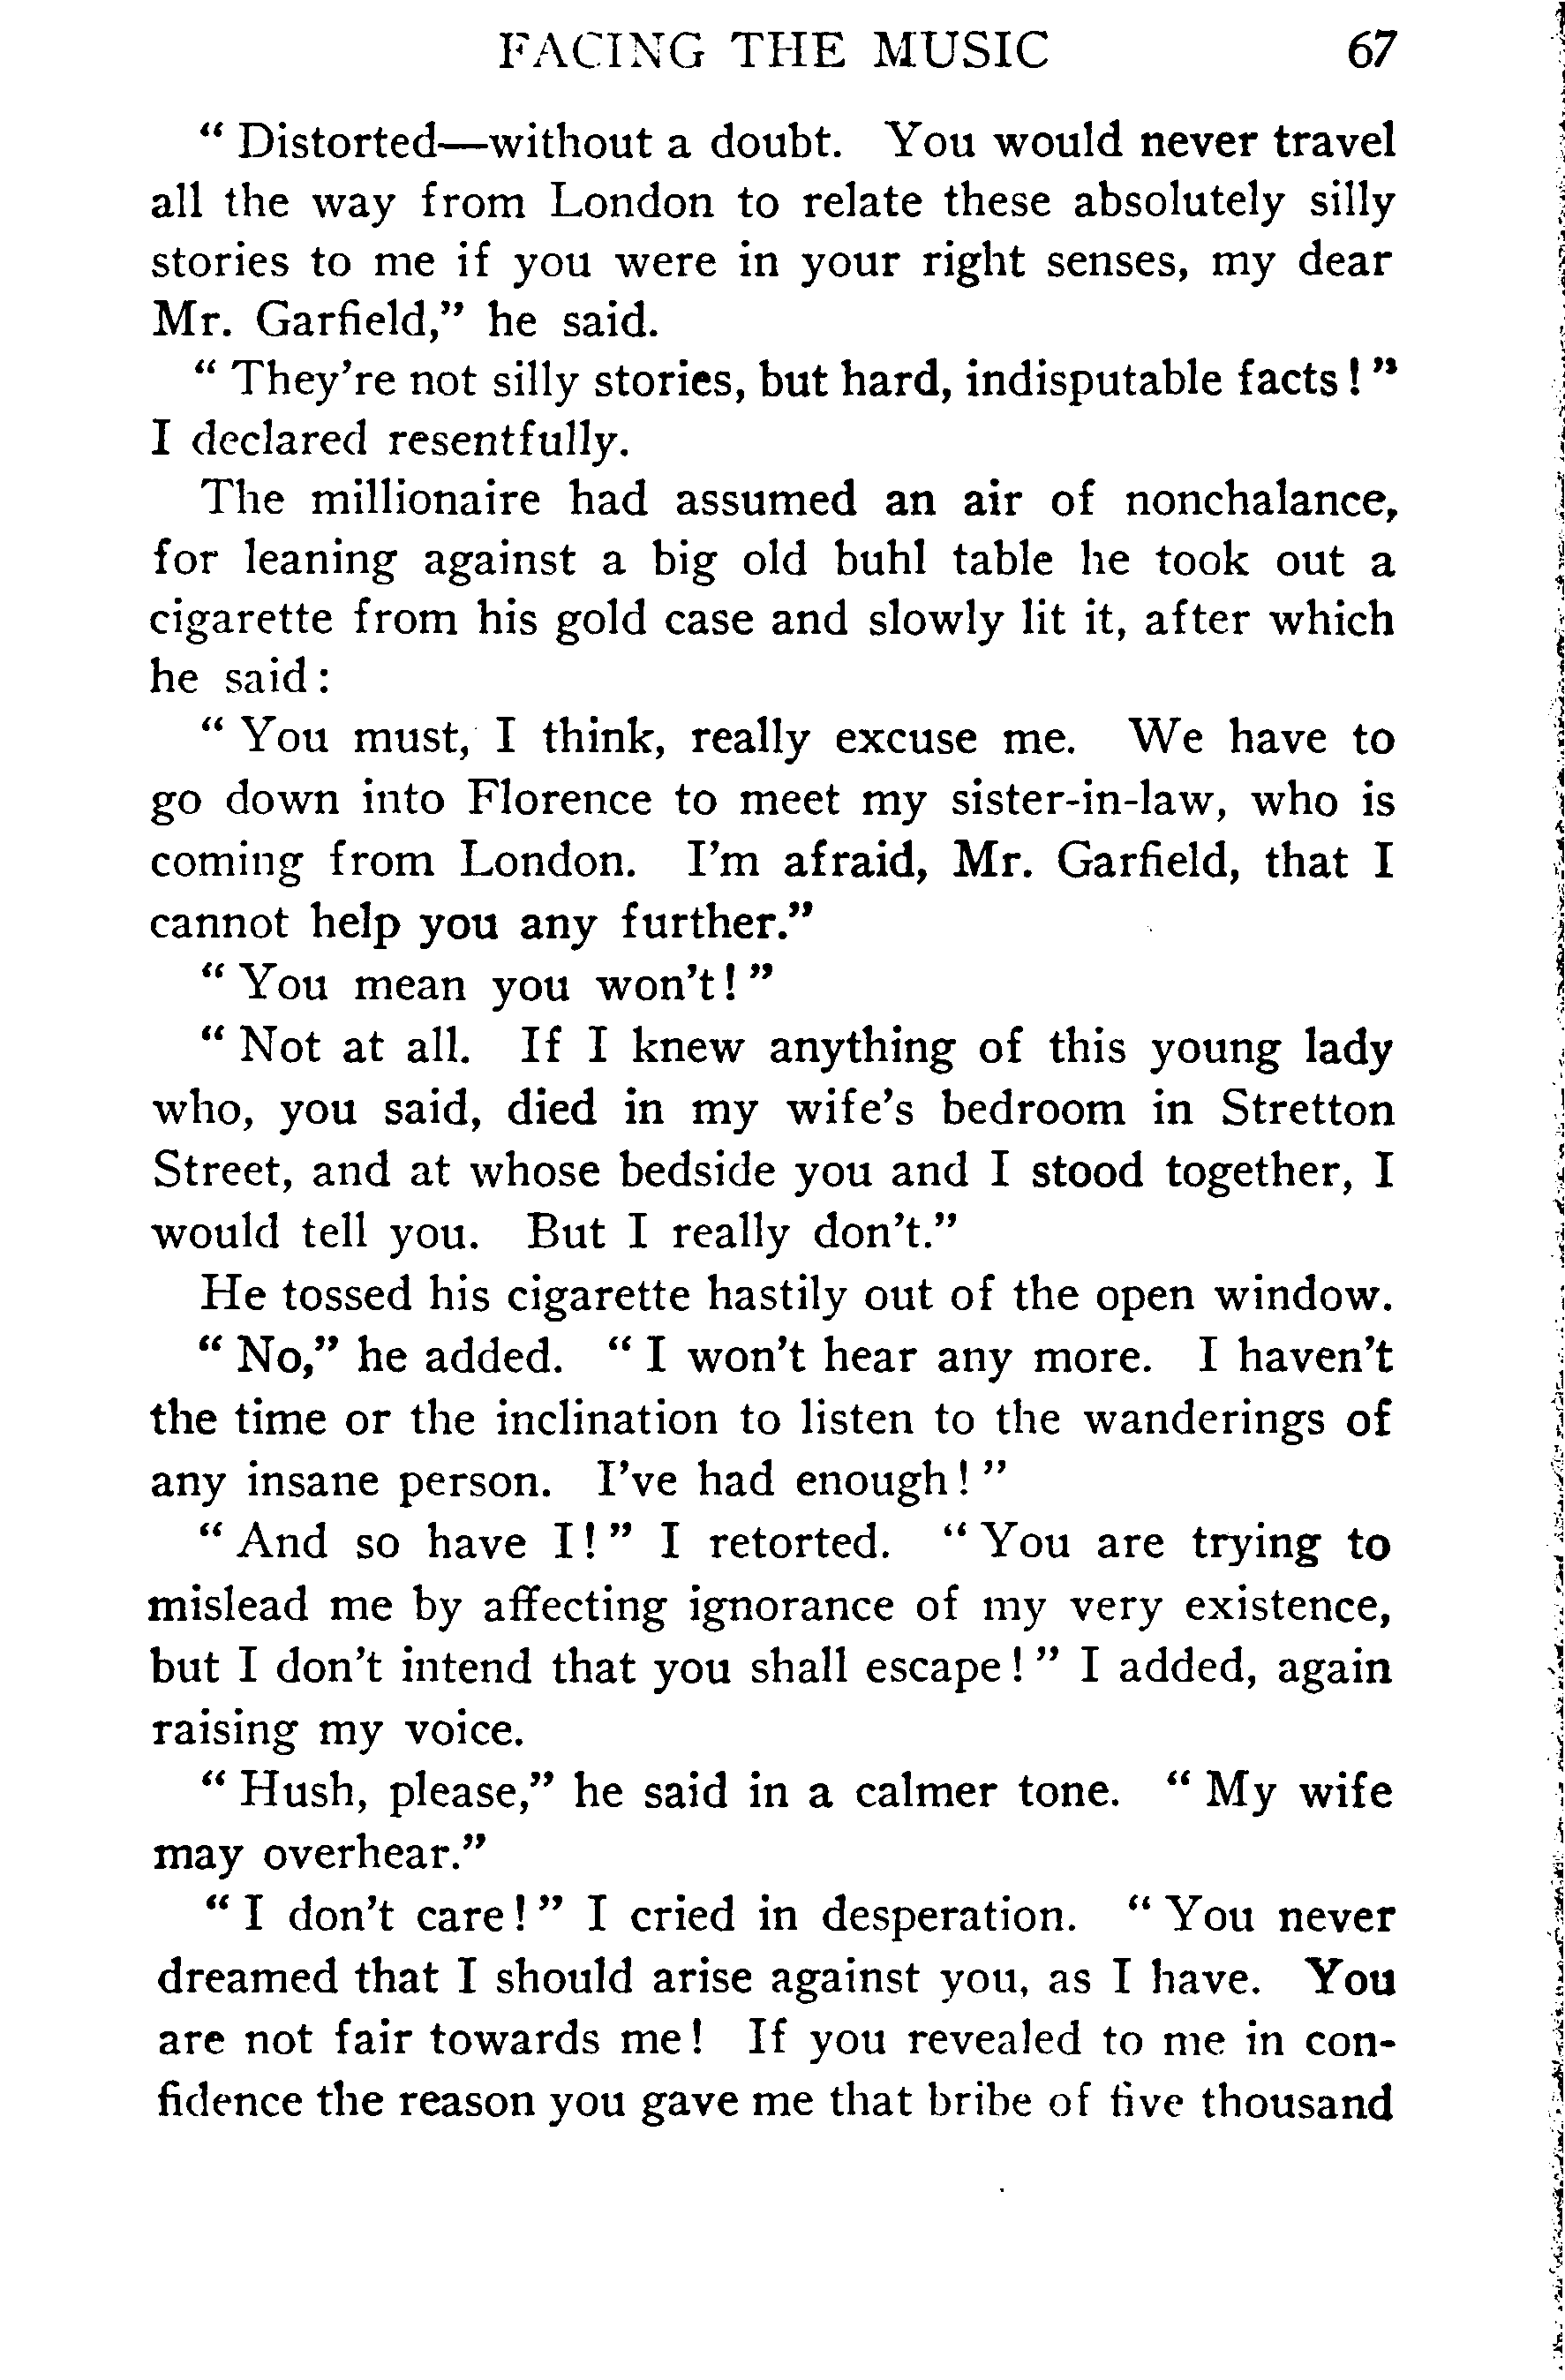 FACING THE MUSIC 67
" Distorted—without a doubt. You would never travel
all the way from London to relate these absolutely silly
stories to me if you were in your right senses, my dear
Mr. Garfield," he said.
" They're not silly stories, but hard, indisputable facts ! "
I declared resentfully.
The millionaire had assumed an air of nonchalance,
for leaning against a big old buhl table he took out a
cigarette from his gold case and slowly lit it, after which
he said :
" You must, I think, really excuse me. We have to
go down into Florence to meet my sister-in-law, who is
coming from London. I'm afraid, Mr. Garfield, that I
cannot help you any further."
" You mean you won't ! "
" Not at all. If I knew anything of this young lady
who, you said, died in my wife's bedroom in Stretton
Street, and at whose bedside you and I stood together, I
would tell you. But I really don't."
He tossed his cigarette hastily out of the open window.
" No," he added. " I won't hear any more. I haven't
the time or the inclination to listen to the wanderings of
any insane person. I've had enough ! "
" And so have I ! " I retorted. " You are trying to
mislead me by affecting ignorance of my very existence,
but I don't intend that you shall escape ! " I added, again
raising my voice.
" Hush, please," he said in a calmer tone. " My wife
may overhear."
" I don't care ! " I cried in desperation. " You never
dreamed that I should arise against you, as I have. You
are not fair towards me ! If you revealed to me in con-
fidence the reason you gave me that bribe of five thousand